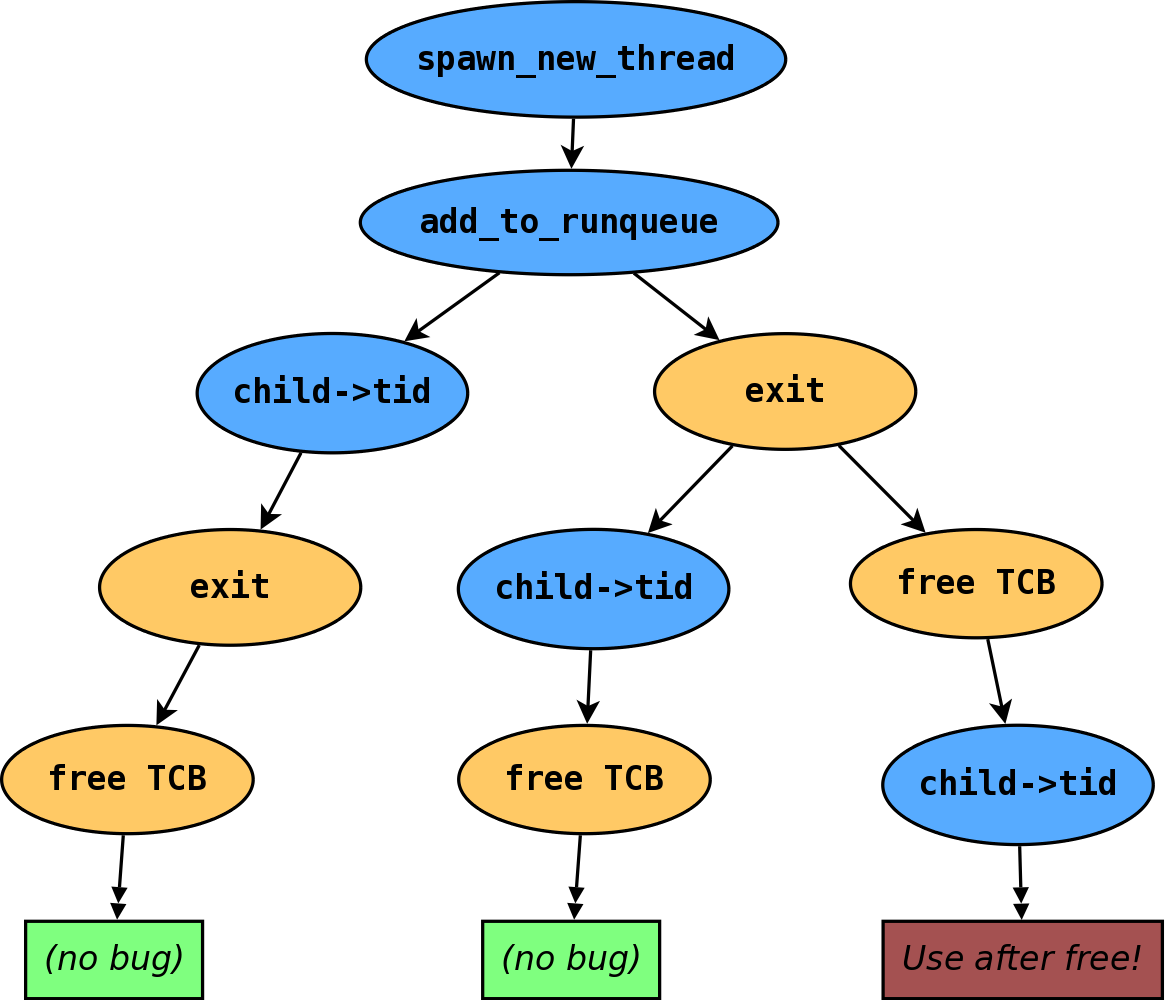 spawn_new_thread
add_to_runqueue
child->tid
exit
exit
child->tid
free TCB
free TCB
free TCB
child->tid
(no bug)
(no bug)
Use after free!